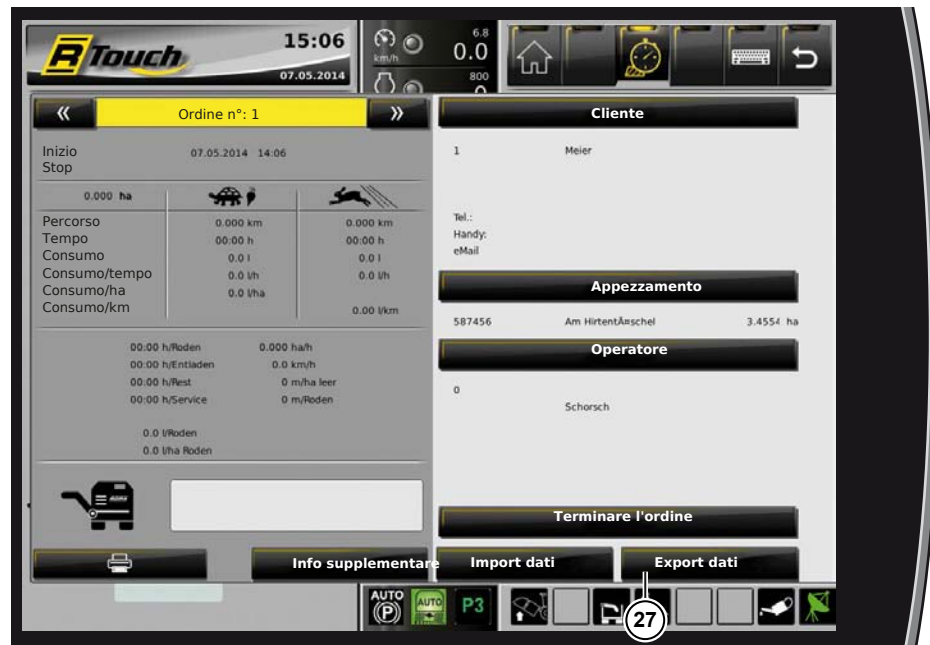 R Touch
15:06
07.05.2014
km/h
6.8
0.0
800
Ordine n°: 1
Inizio 07.05.2014 14:06
Stop
0.000 ha
Percorso 0.000 km 0.000 km
Tempo 00:00 h 00:00 h
Consumo 0.0 l 0.0 l
Consumo/tempo 0.0 l/h 0.0 l/h
Consumo/ha 0.0 l/ha
Consumo/km 0.00 l/km
00:00 h/Roden 0.000 ha/h
00:00 h/Entladen 0.0 km/h
00:00 h/Rest 0 m/ha leer
00:00 h/Service 0 m/Roden
0.0 l/Roden
0.0 l/ha Roden
Info supplementare
Cliente
1 Meier
Tel.:
Handy:
eMail
Appezzamento
587456 Am HirtentÃ¤schel 3.4554 ha
Operatore
0
Schorsch
Terminare l'ordine
Import dati
Export dati
AUTO
(P)
AUTO
P3
27